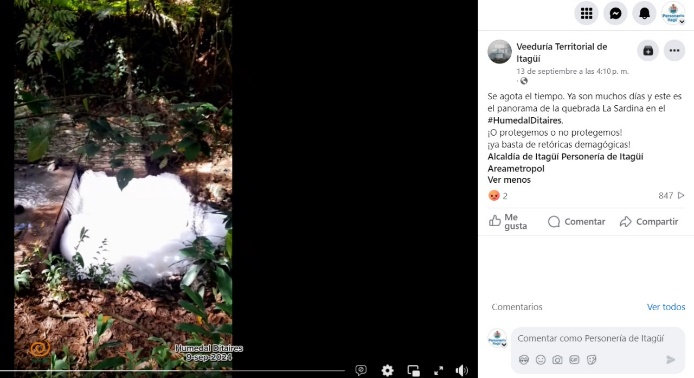 Humedal Ditaires
9-sep-2024
Veeduría Territorial de
Itagüí
13 de septiembre a las 4:10 p. m.
·
Se agota el tiempo. Ya son muchos días y este es
el panorama de la quebrada La Sardina en el
#HumedalDitaires.
¡O protegemos o no protegemos!
¡ya basta de retóricas demagógicas!
Alcaldía de Itagüí Personería de Itagüí
Areametropol
Ver menos
2
847
Me
gusta
Comentar
Compartir
Comentarios
Ver todos
Comentar como Personería de Itagüí
GIF